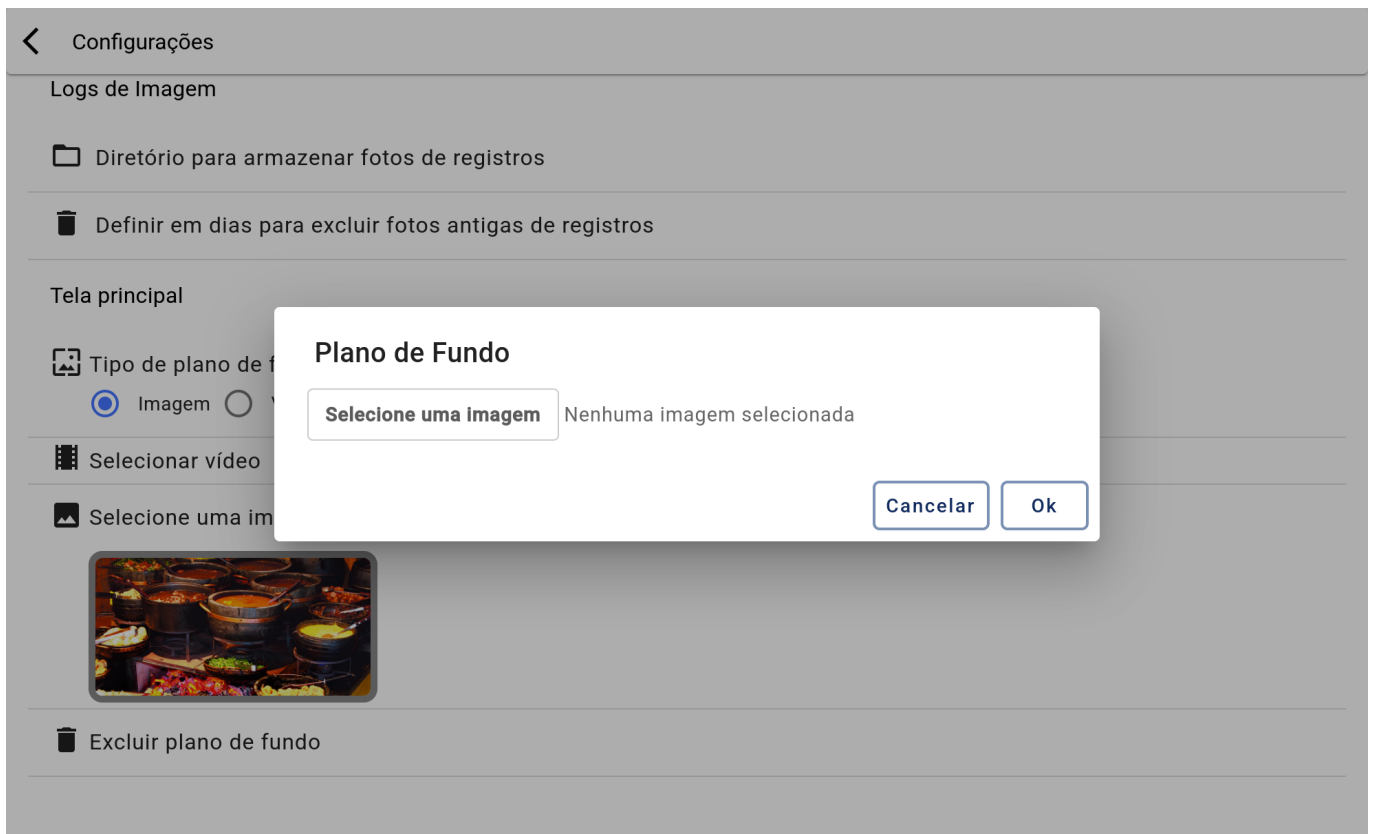 Configurações
Logs de Imagem
Diretório para armazenar fotos de registros
Definir em dias para excluir fotos antigas de registros
Tela principal
Tipo de plano de
Imagem
Plano de Fundo
Selecione uma imagem Nenhuma imagem selecionada
Cancelar Ok
Selecionar vídeo
Selecione uma
Excluir plano de fundo